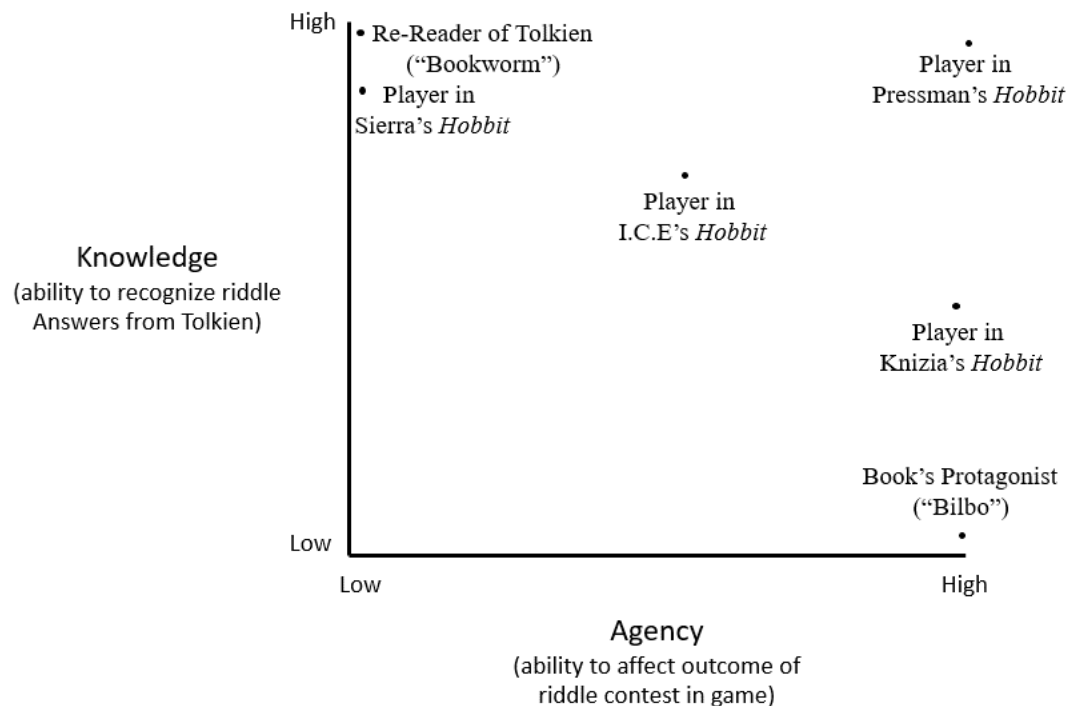 High
• Re-Reader of Tolkien
(“Bookworm”)
• Player in
Sierra’s Hobbit
• Player in
Pressman’s Hobbit
• Player in
I.C.E’s Hobbit
Knowledge
(ability to recognize riddle
Answers from Tolkien)
• Player in
Knizia’s Hobbit
Book’s Protagonist
(“Bilbo”)
•
Low
Low
High
Agency
(ability to affect outcome of
riddle contest in game)